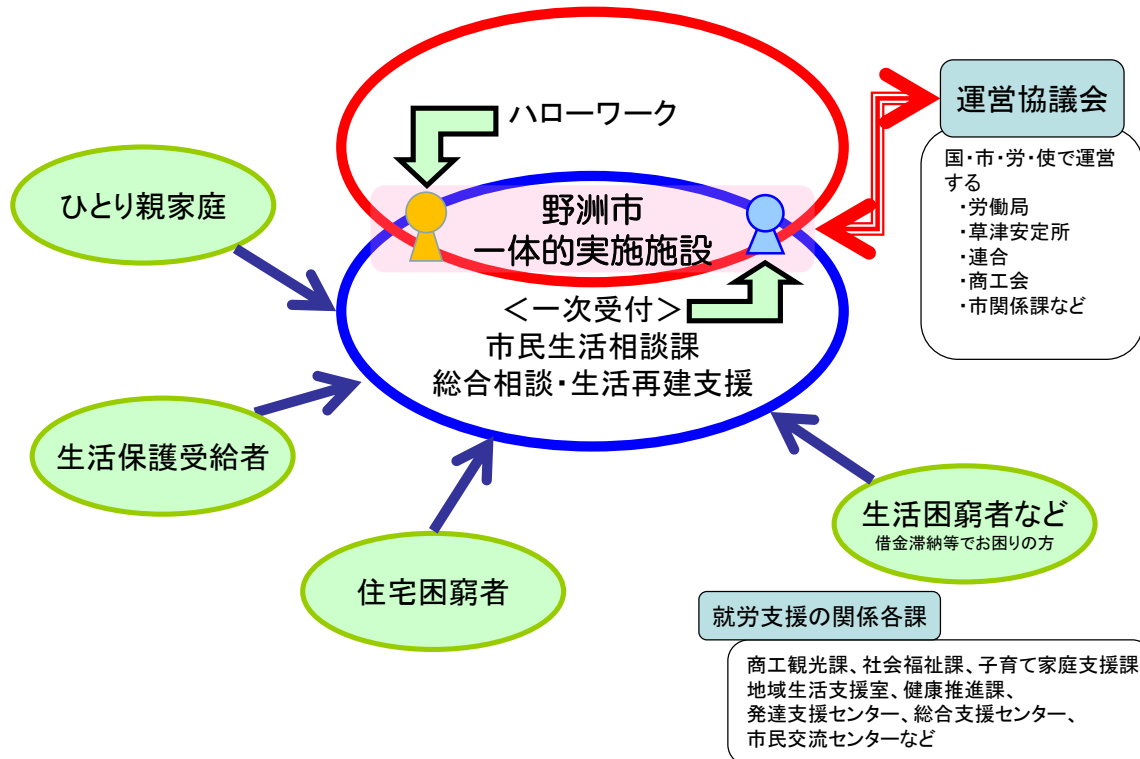 ハローワーク
野洲市
一体的実施施設
＜一次受付＞
市民生活相談課
総合相談・生活再建支援
ひとり親家庭
生活保護受給者
住宅困窮者
生活困窮者など
借金滞納等でお困りの方
運営協議会
国・市・労・使で運営
する
・労働局
・草津安定所
・連合
・商工会
・市関係課など
就労支援の関係各課
商工観光課、社会福祉課、子育て家庭支援課
地域生活支援室、健康推進課、
発達支援センター、総合支援センター、
市民交流センターなど